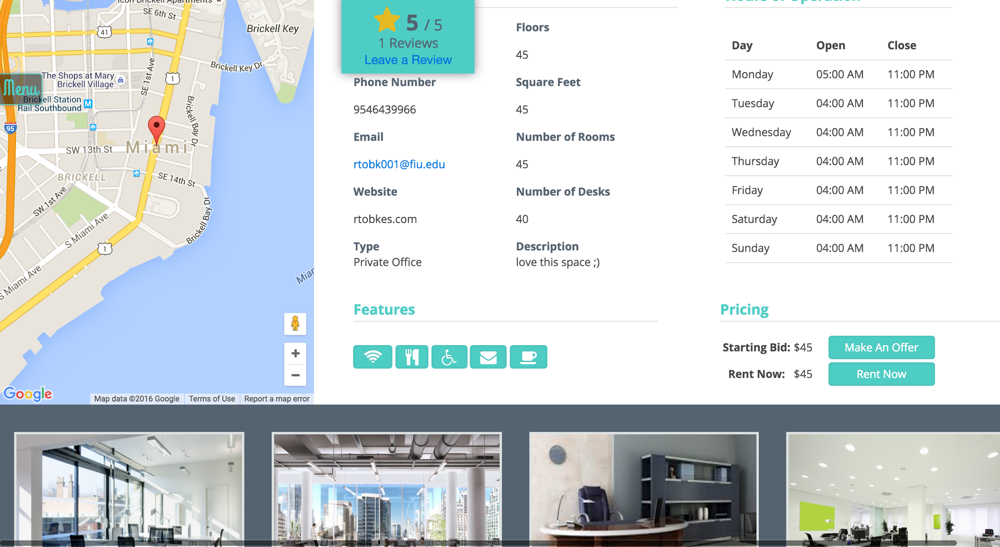 Icon Brickell Apartments
SE 6th St
Brickell Key
41
SE 1st Ave
Brickell Key Dr
1
The Shops at Mary
Brickell Village
Menu
Brickell Station
Rail Southbound
M
Brickell Bay Dr
95
Miami
SW 13th St
BRICKELL
SE 14th St
SW 1st Ave
Brickell Bay Dr
S Miami Ave
1
S Miami Ave
Google
Map data ©2016 Google
Terms of Use
Report a map error
5 / 5
1 Reviews
Leave a Review
Phone Number
9546439966
Email
rtobk001@fiu.edu
Website
rtobkes.com
Type
Private Office
Floors
45
Square Feet
45
Number of Rooms
45
Number of Desks
40
Description
love this space ;)
Hours of Operation
Day Open Close
Monday 05:00 AM 11:00 PM
Tuesday 04:00 AM 11:00 PM
Wednesday 04:00 AM 11:00 PM
Thursday 04:00 AM 11:00 PM
Friday 04:00 AM 11:00 PM
Saturday 04:00 AM 11:00 PM
Sunday 04:00 AM 11:00 PM
Features
Pricing
Starting Bid: $45 Make An Offer
Rent Now: $45 Rent Now